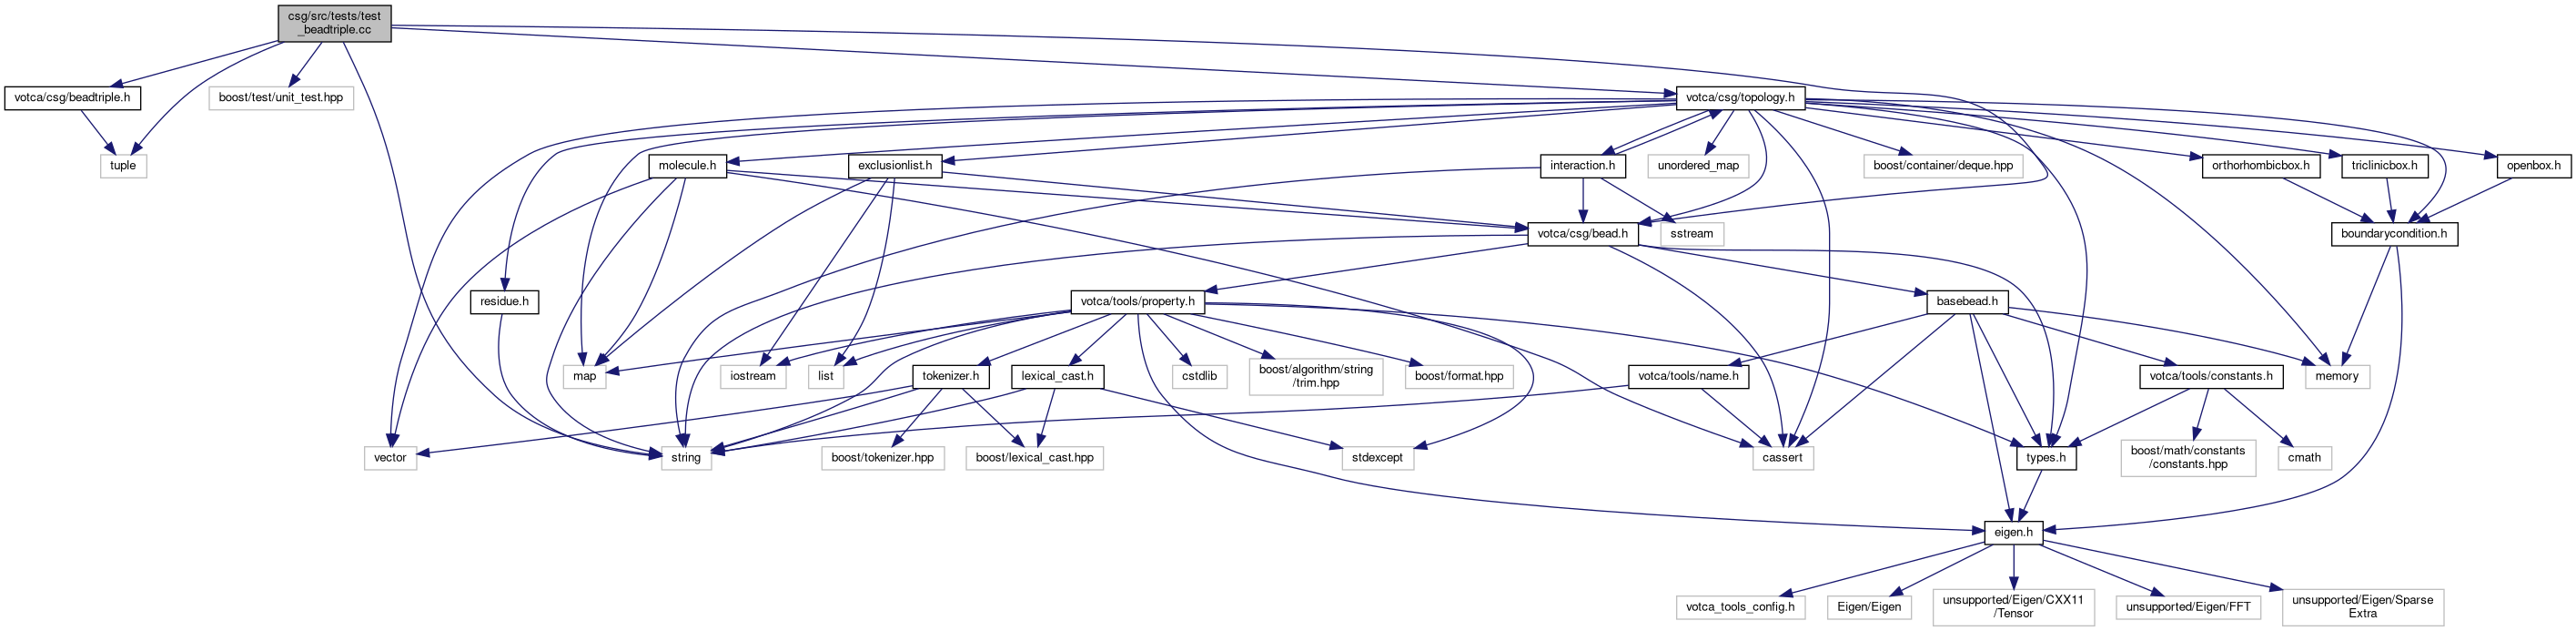 csg/src/tests/test
_beadtriple.cc
votca/csg/beadtriple.h
boost/test/unit_test.hpp
votca/csg/topology.h
tuple
molecule.h
exclusionlist.h
interaction.h
unordered_map
boost/container/deque.hpp
orthorhombicbox.h
triclinicbox.h
openbox.h
votca/csg/bead.h
sstream
boundarycondition.h
residue.h
votca/tools/property.h
basebead.h
map
iostream
list
tokenizer.h
lexical_cast.h
cstdlib
boost/algorithm/string
/trim.hpp
boost/format.hpp
votca/tools/name.h
votca/tools/constants.h
memory
vector
string
boost/tokenizer.hpp
boost/lexical_cast.hpp
stdexcept
cassert
types.h
boost/math/constants
/constants.hpp
cmath
eigen.h
votca_tools_config.h
Eigen/Eigen
unsupported/Eigen/CXX11
/Tensor
unsupported/Eigen/FFT
unsupported/Eigen/Sparse
Extra